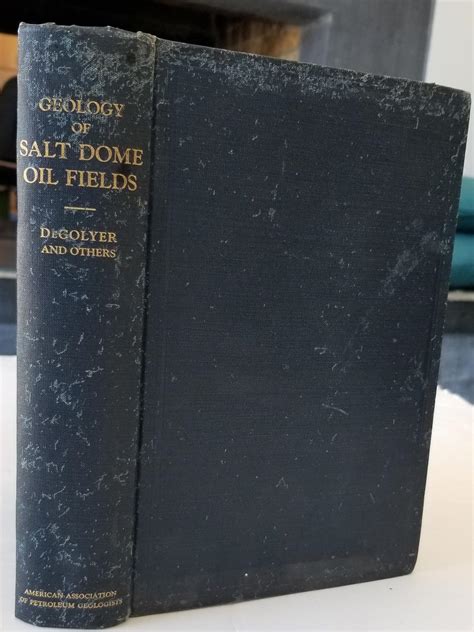 GEOLOGY
OF
SALT DOME
OIL FIELDS
DeGOLYER
AND OTHERS
AMERICAN ASSOCIATION
OF PETROLEUM GEOLOGISTS